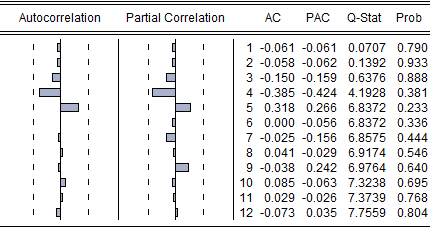 Autocorrelation Partial Correlation AC PAC Q-Stat Prob
1 -0.061 -0.061 0.0707 0.790
2 -0.058 -0.062 0.1392 0.933
3 -0.150 -0.159 0.6376 0.888
4 -0.385 -0.424 4.1928 0.381
5 0.318 0.266 6.8372 0.233
6 0.000 -0.056 6.8372 0.336
7 -0.025 -0.156 6.8575 0.444
8 0.041 -0.029 6.9174 0.546
9 -0.038 0.242 6.9764 0.640
10 0.085 -0.063 7.3238 0.695
11 0.029 -0.026 7.3739 0.768
12 -0.073 0.035 7.7559 0.804